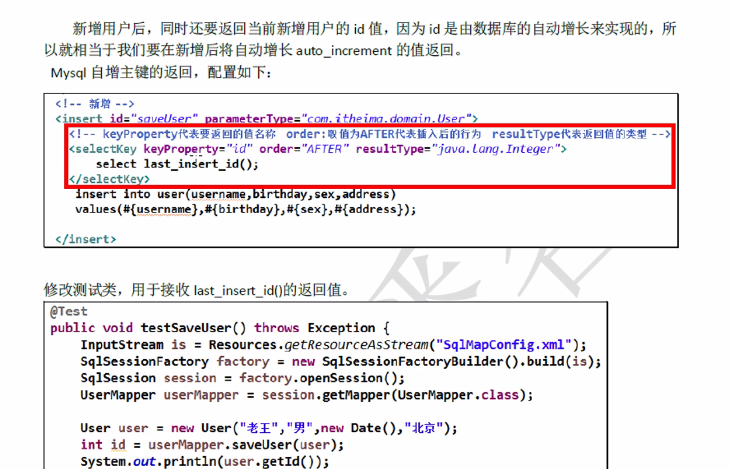 新增用户后，同时还要返回当前新增用户的 id 值，因为 id 是由数据库的自动增长来实现的，所
以就相当于我们要在新增后将自动增长 auto_increment 的值返回。
Mysql 自增主键的返回，配置如下：
<!-- 新增 -->
<insert id="saveUser" parameterType="com.itheima.domain.User">
<!-- keyProperty代表要返回的值名称 order:取值为AFTER代表插入后的行为 resultType代表返回值的类型 -->
<selectKey keyProperty="id" order="AFTER" resultType="java.lang.Integer">
select last_insert_id();
</selectKey>
insert into user(username,birthday,sex,address)
values(#{username},#{birthday},#{sex},#{address});
</insert>
修改测试类，用于接收 last_insert_id()的返回值。
@Test
public void testSaveUser() throws Exception {
InputStream is = Resources.getResourceAsStream("SqlMapConfig.xml");
SqlSessionFactory factory = new SqlSessionFactoryBuilder().build(is);
SqlSession session = factory.openSession();
UserMapper userMapper = session.getMapper(UserMapper.class);
User user = new User("老王","男",new Date(),"北京");
int id = userMapper.saveUser(user);
System.out.println(user.getId());